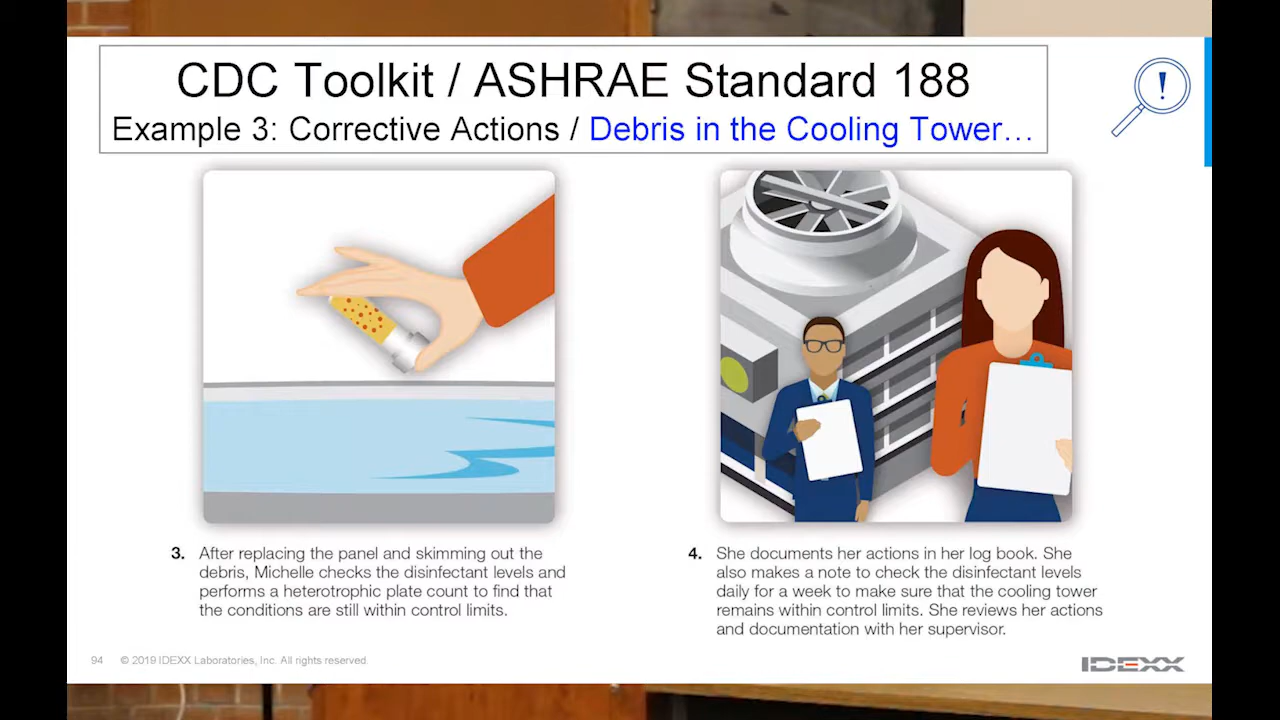 CDC Toolkit / ASHRAE Standard 188
Example 3: Corrective Actions / Debris in the Cooling Tower…
3. After replacing the panel and skimming out the
debris, Michelle checks the disinfectant levels and
performs a heterotrophic plate count to find that
the conditions are still within control limits.
4. She documents her actions in her log book. She
also makes a note to check the disinfectant levels
daily for a week to make sure that the cooling tower
remains within control limits. She reviews her actions
and documentation with her supervisor.
94 © 2019 IDEXX Laboratories, Inc. All rights reserved.
IDEXX